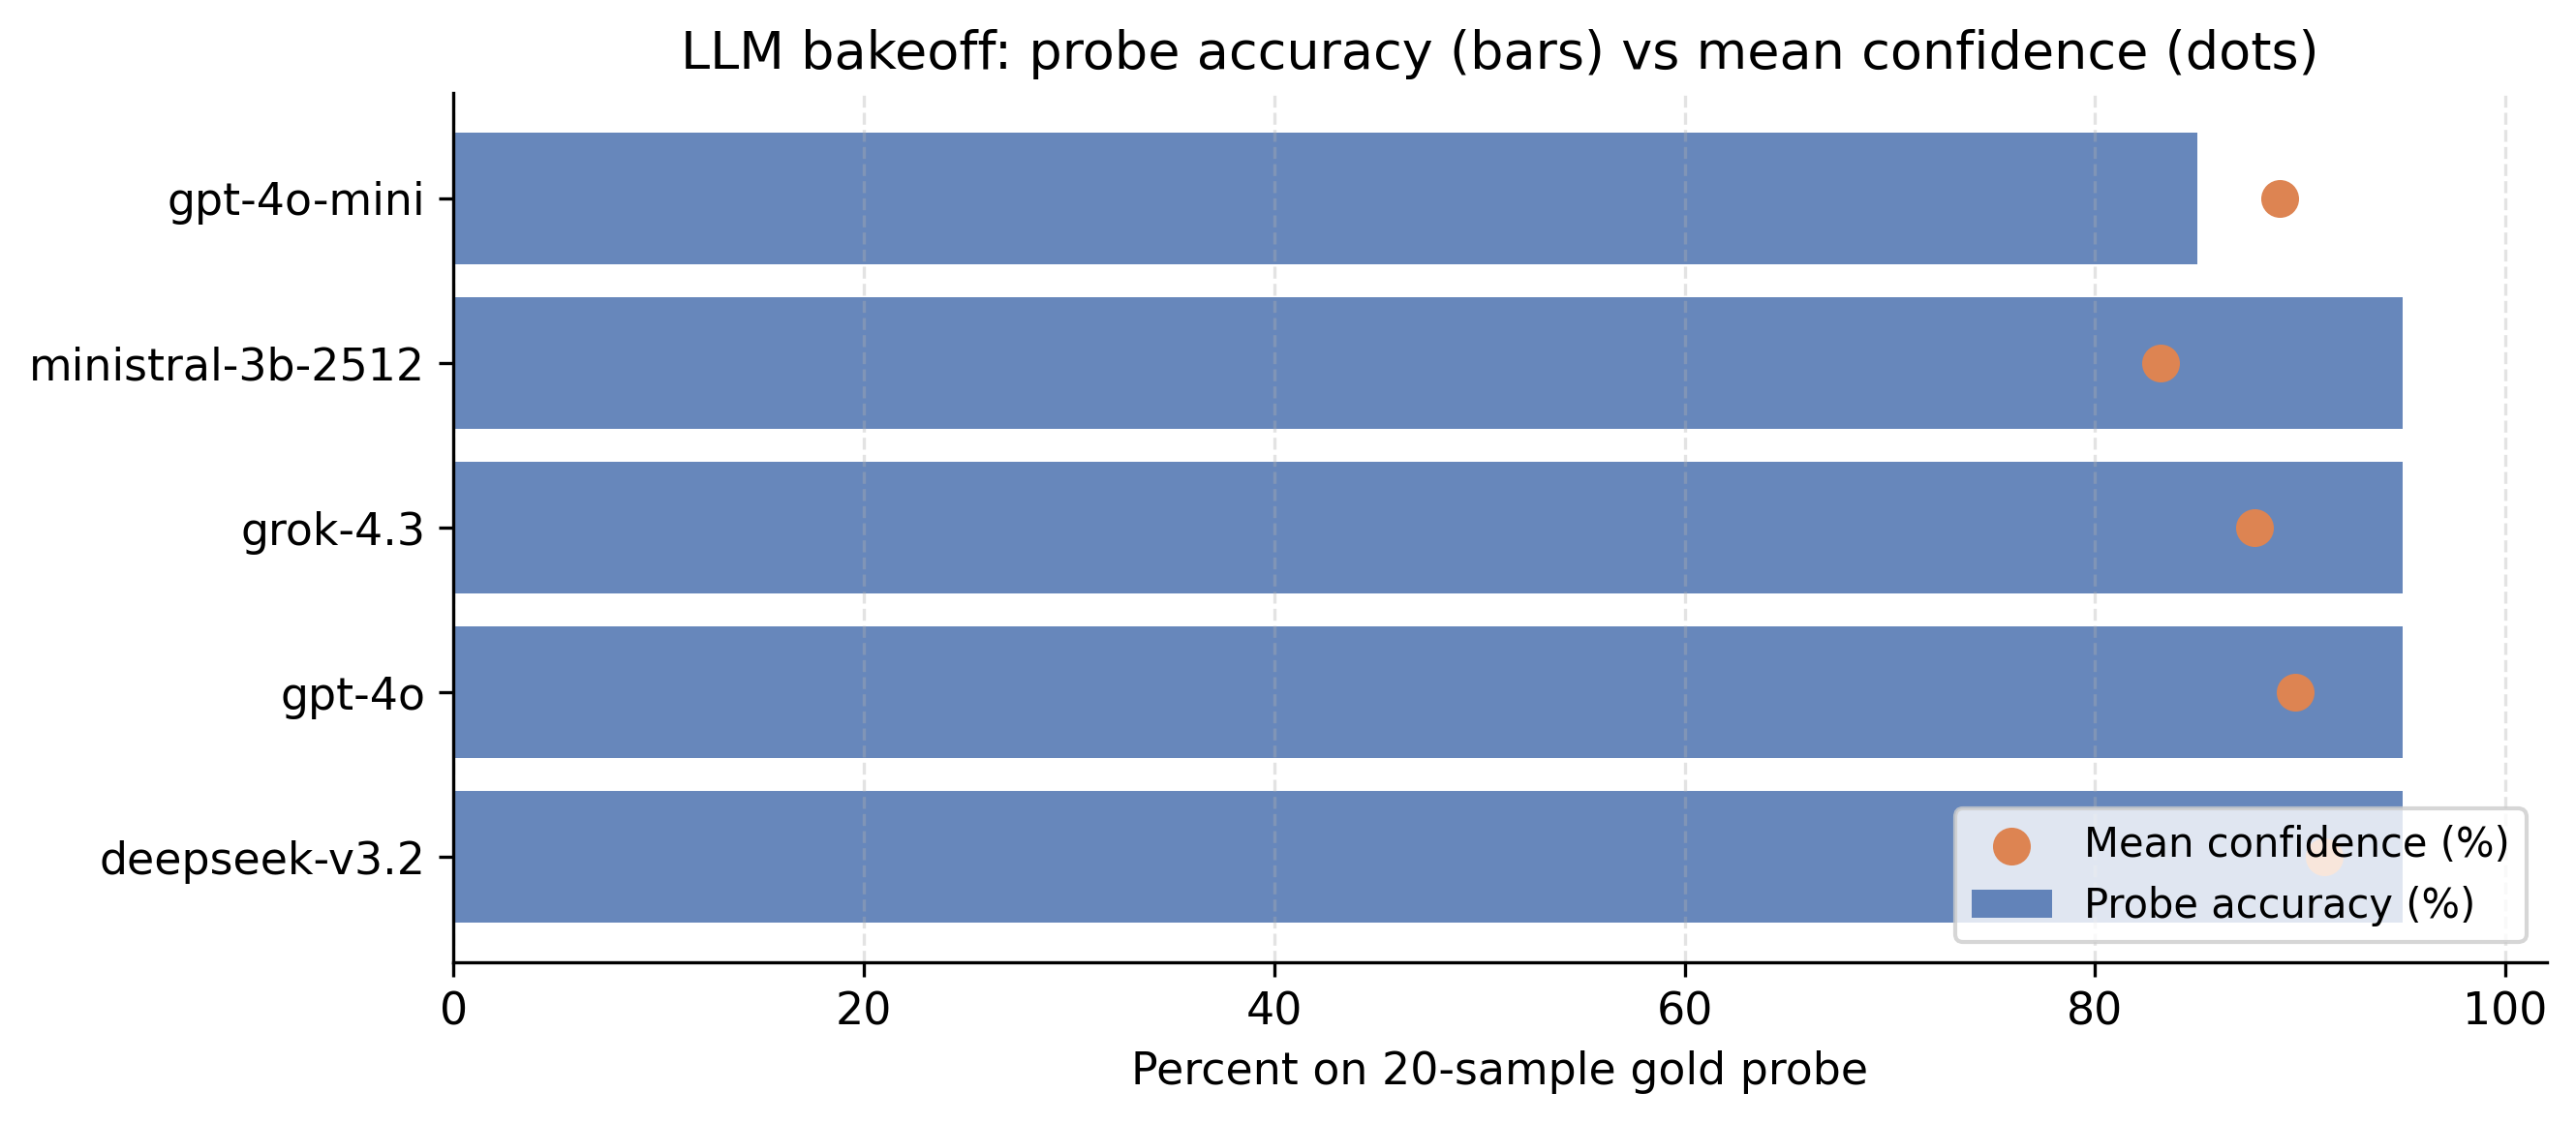 LLM bakeoff: probe accuracy (bars) vs mean confidence (dots)
gpt-4o-mini
ministral-3b-2512
grok-4.3
gpt-4o
deepseek-v3.2
Mean confidence (%)
Probe accuracy (%)
0 20 40 60 80 100
Percent on 20-sample gold probe